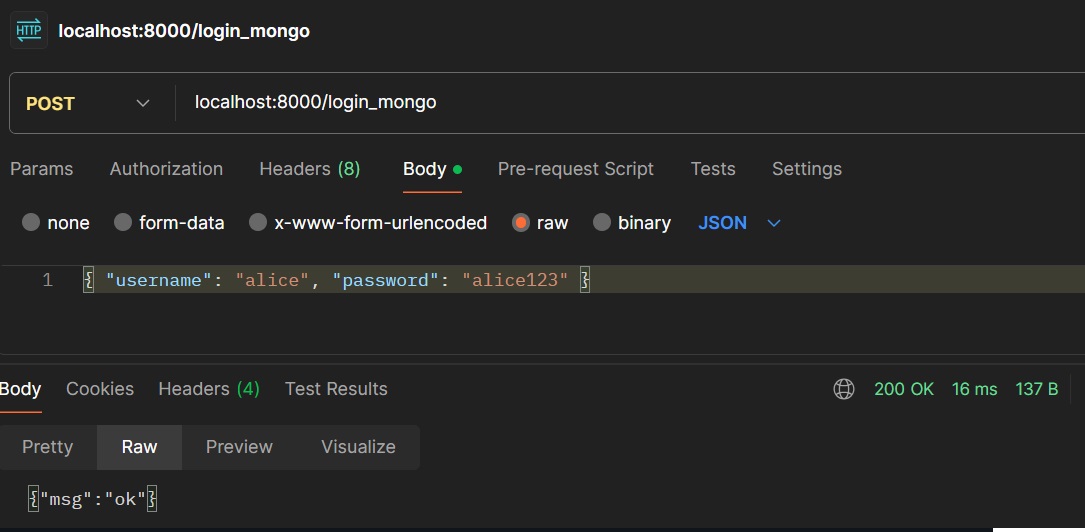 HTTP localhost:8000/login_mongo
POST localhost:8000/login_mongo
Params Authorization Headers (8) Body Pre-request Script Tests Settings
none form-data x-www-form-urlencoded raw binary JSON
1 { "username": "alice", "password": "alice123" }
Body Cookies Headers (4) Test Results 200 OK 16 ms 137 B
Pretty Raw Preview Visualize
{"msg":"ok"}